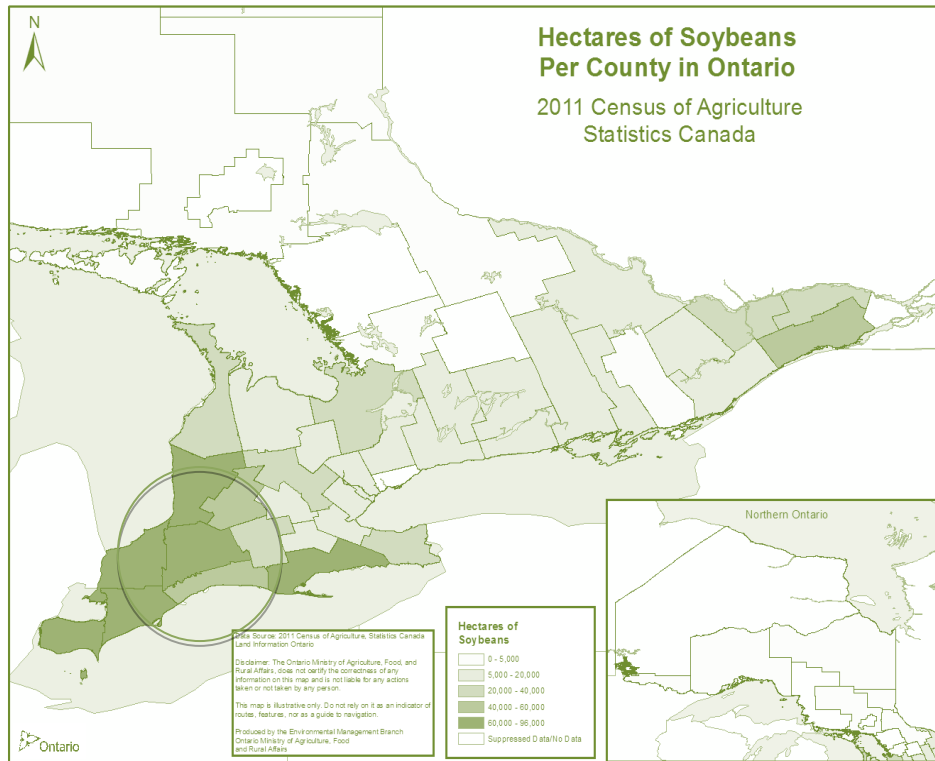 N
Hectares of Soybeans
Per County in Ontario
2011 Census of Agriculture
Statistics Canada
Northern Ontario
Data Source: 2011 Census of Agriculture, Statistics Canada
Land Information Ontario
Disclaimer: The Ontario Ministry of Agriculture, Food, and
Rural Affairs, does not certify the correctness of any
information on this map and is not liable for any actions
taken or not taken by any person.
This map is illustrative only. Do not rely on it as an indicator of
routes, features, nor as a guide to navigation.
Produced by the Environmental Management Branch
Ontario Ministry of Agriculture, Food
and Rural Affairs
Hectares of
Soybeans
0 - 5,000
5,000 - 20,000
20,000 - 40,000
40,000 - 60,000
60,000 - 96,000
Suppressed Data/No Data
Ontario